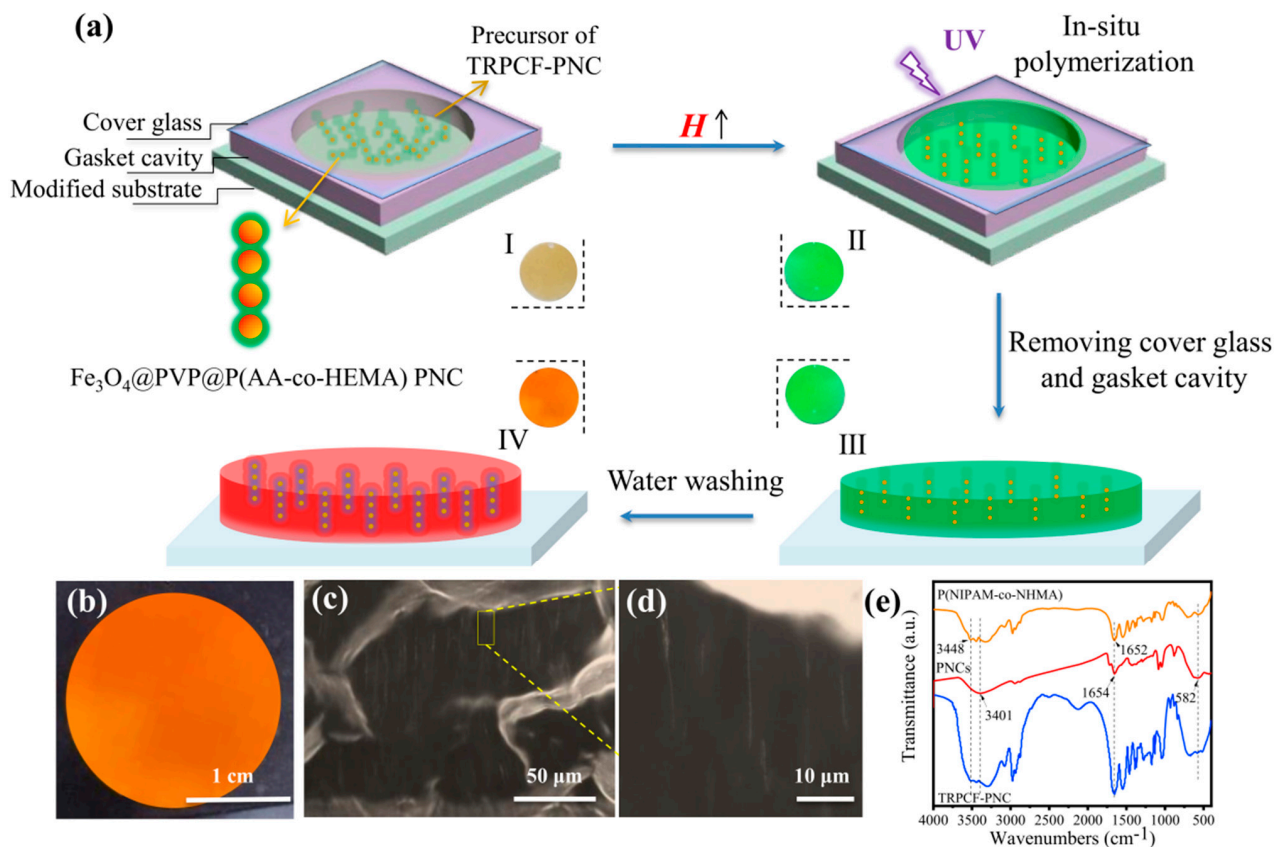 (a)
Precursor of
TRPCF-PNC
UV
In-situ
polymerization
Cover glass
Gasket cavity
Modified substrate
H ↑
I
II
Fe₃O₄@PVP@P(AA-co-HEMA) PNC
Removing cover glass
and gasket cavity
IV
III
Water washing
(b)
1 cm
(c)
50 μm
(d)
10 μm
(e)
P(NIPAM-co-NHMA)
3448
1652
PNCs
1654
582
3401
TRPCF-PNC
Transmittance (a.u.)
4000 3500 3000 2500 2000 1500 1000 500
Wavenumbers (cm⁻¹)